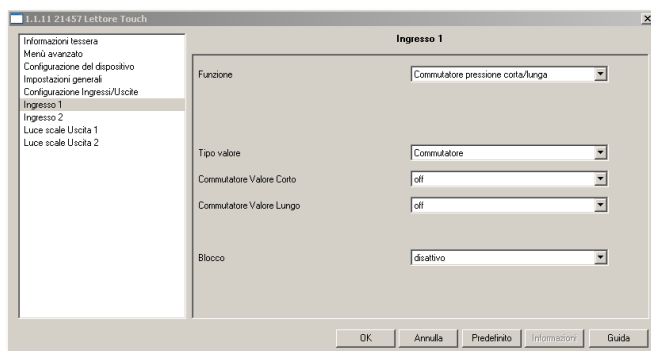 1.1.11 21457 Lettore Touch
Informazioni tessera
Menù avanzato
Configurazione del dispositivo
Impostazioni generali
Configurazione Ingressi/Uscite
Ingresso 1
Ingresso 2
Luce scale Uscita 1
Luce scale Uscita 2
Ingresso 1
Funzione Commutatore pressione corta/lunga
Tipo valore Commutatore
Commutatore Valore Corto off
Commutatore Valore Lungo off
Blocco disattivo
OK Annulla Predefinito Informazioni Guida